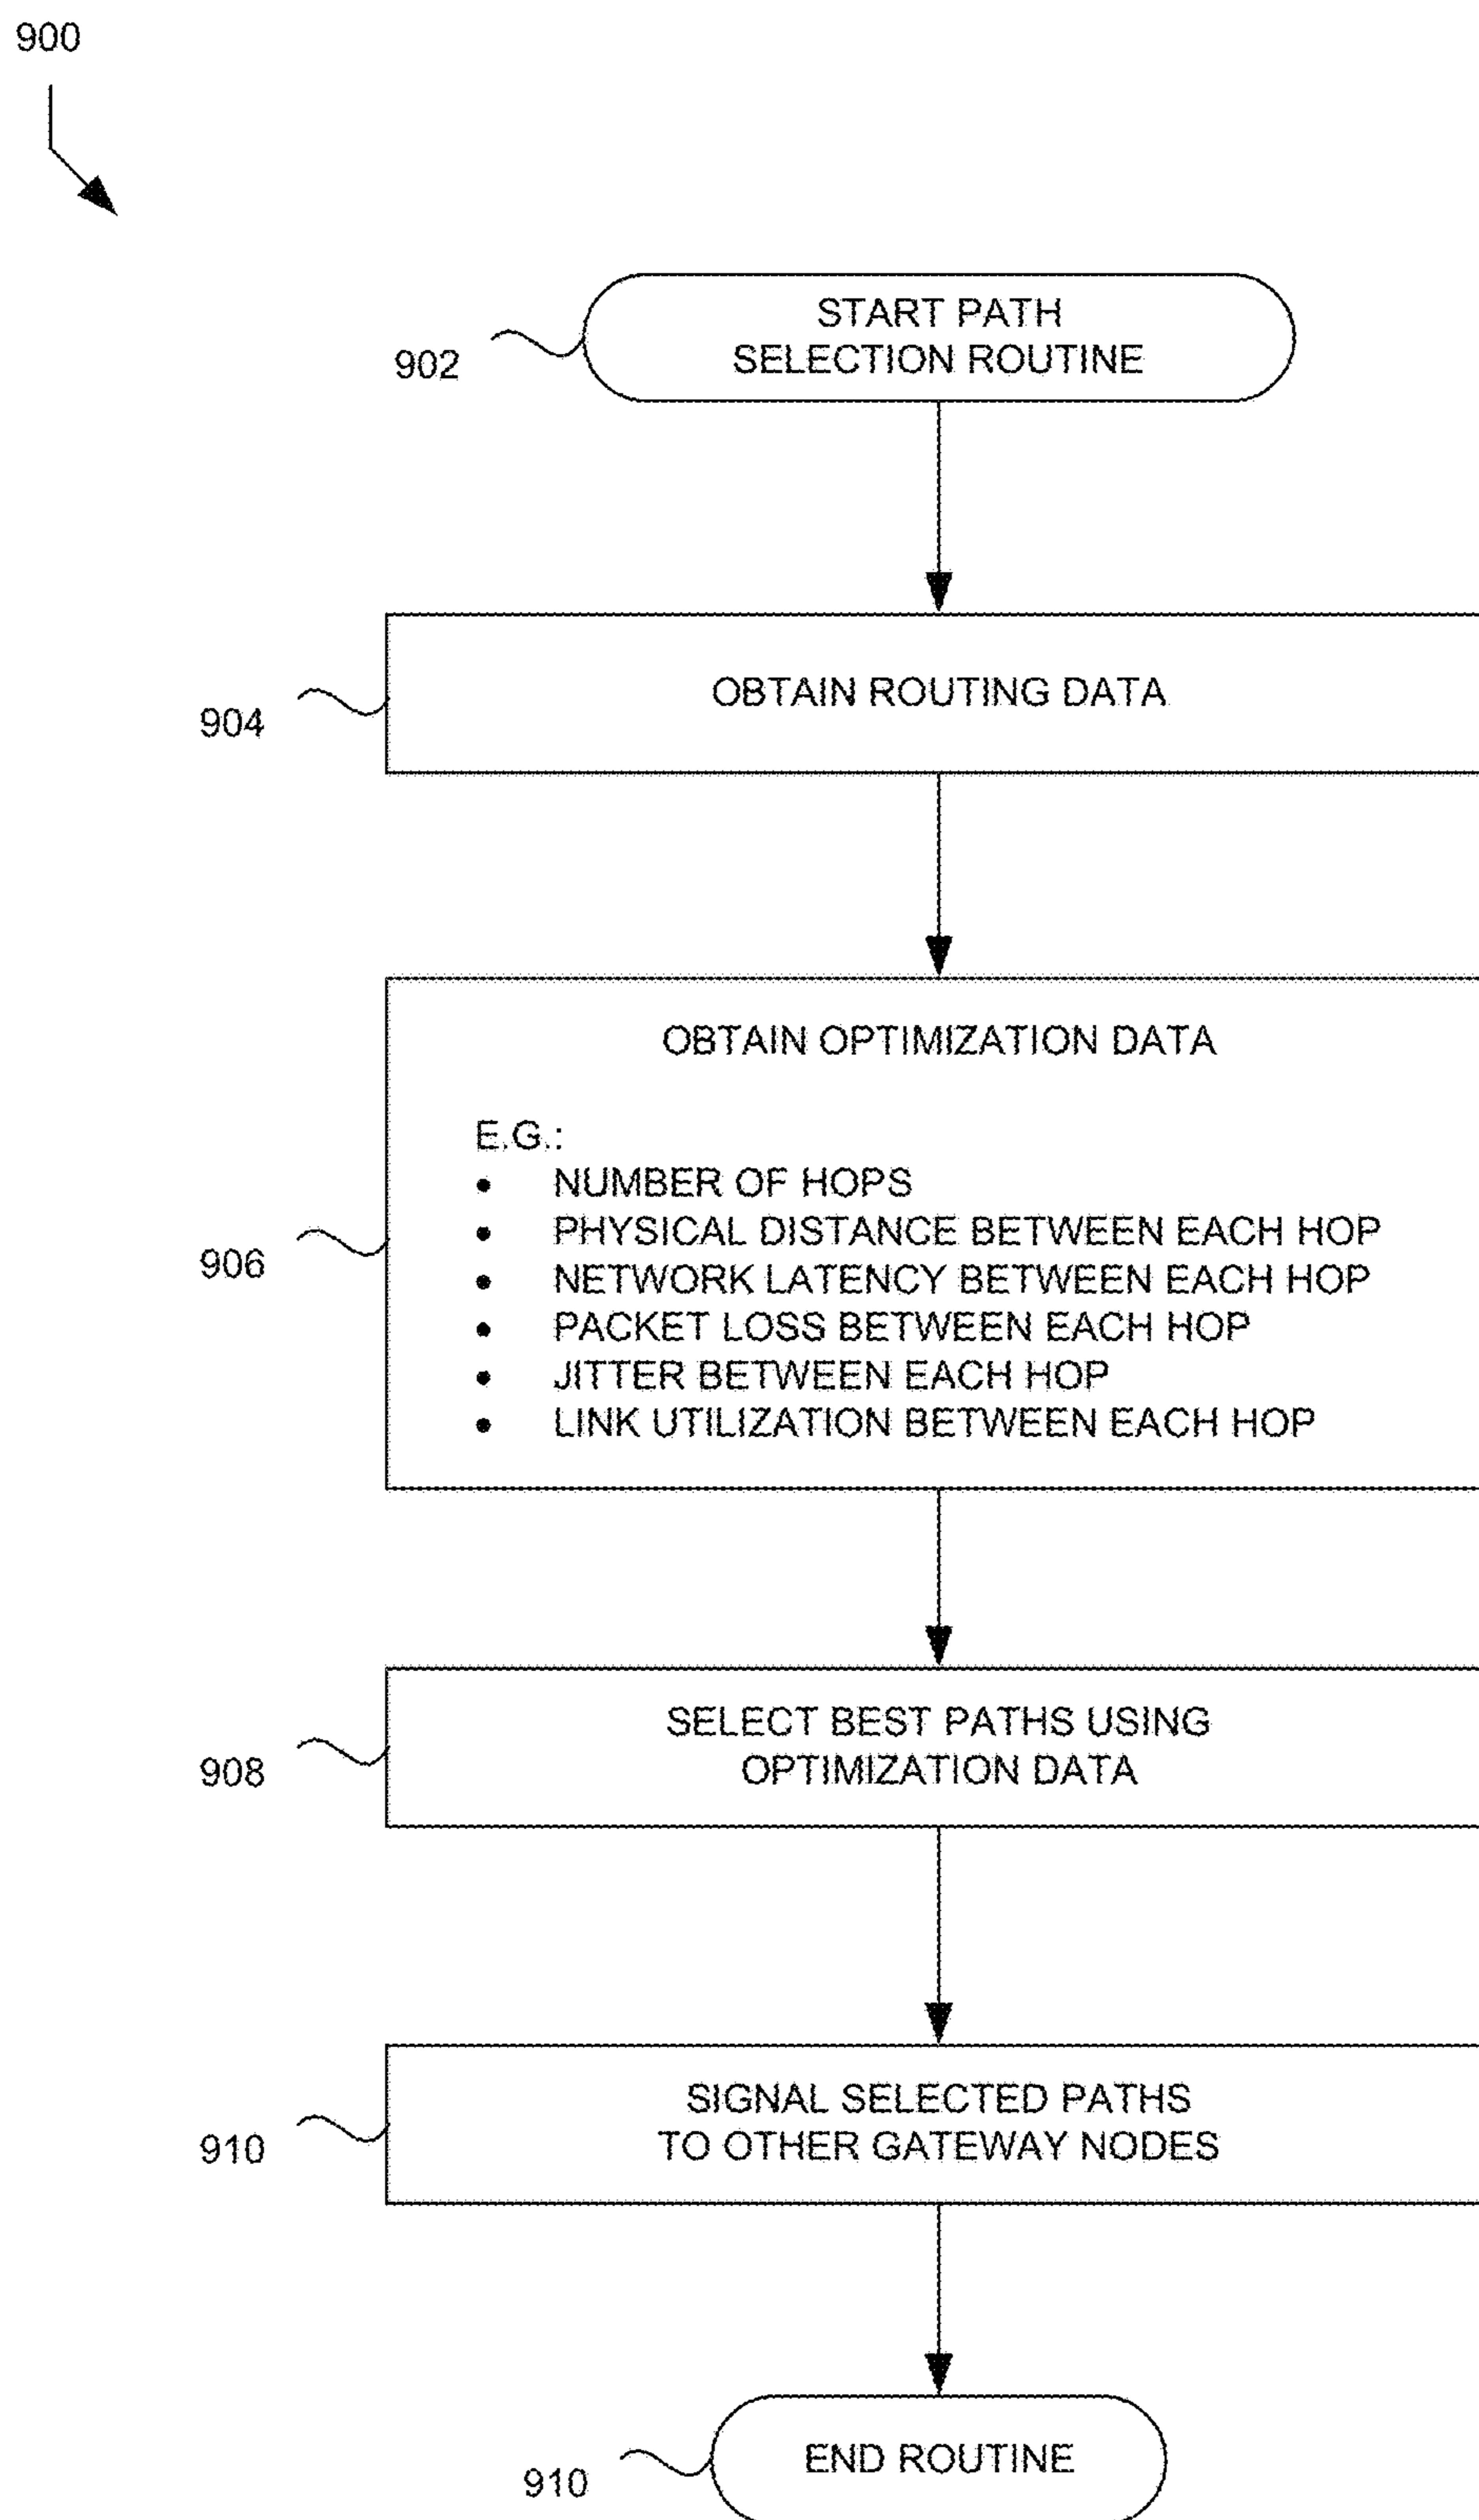 900
START PATH
SELECTION ROUTINE
902
OBTAIN ROUTING DATA
904
OBTAIN OPTIMIZATION DATA
E.G.:
• NUMBER OF HOPS
• PHYSICAL DISTANCE BETWEEN EACH HOP
• NETWORK LATENCY BETWEEN EACH HOP
• PACKET LOSS BETWEEN EACH HOP
• JITTER BETWEEN EACH HOP
• LINK UTILIZATION BETWEEN EACH HOP
906
SELECT BEST PATHS USING
OPTIMIZATION DATA
908
SIGNAL SELECTED PATHS
TO OTHER GATEWAY NODES
910
END ROUTINE
910